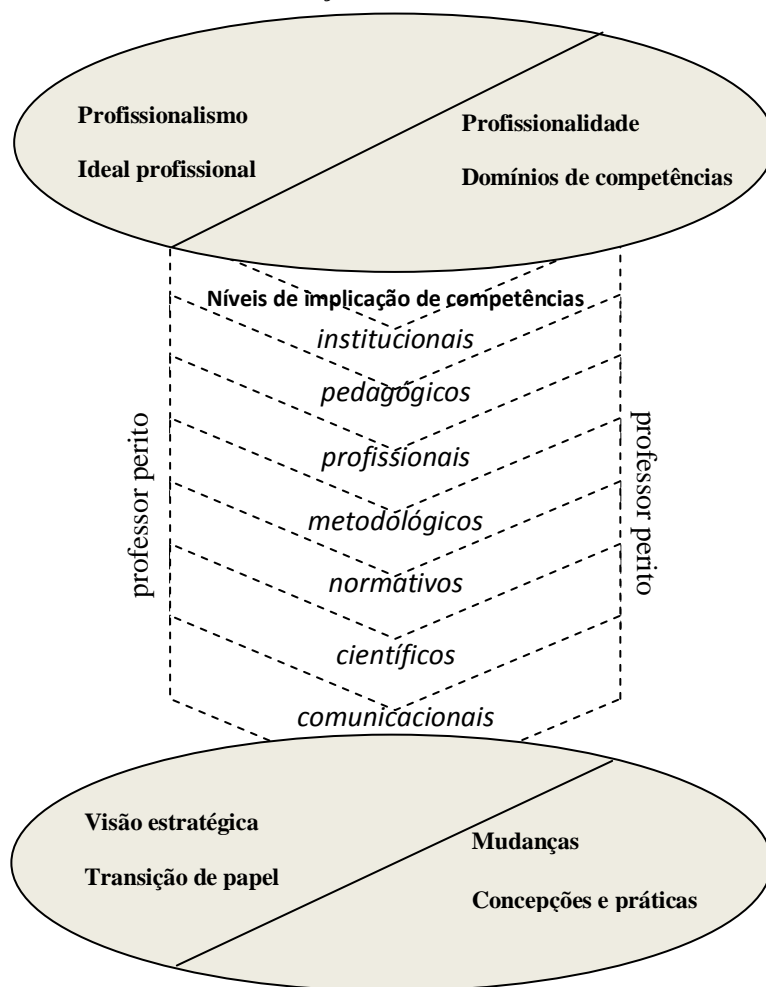 Profissionalismo
Ideal profissional
Profissionalidade
Domínios de competências
Níveis de implicação de competências
institucionais
pedagógicos
profissionais
metodológicos
normativos
científicos
comunicacionais
professor perito
professor perito
Visão estratégica
Transição de papel
Mudanças
Concepções e práticas